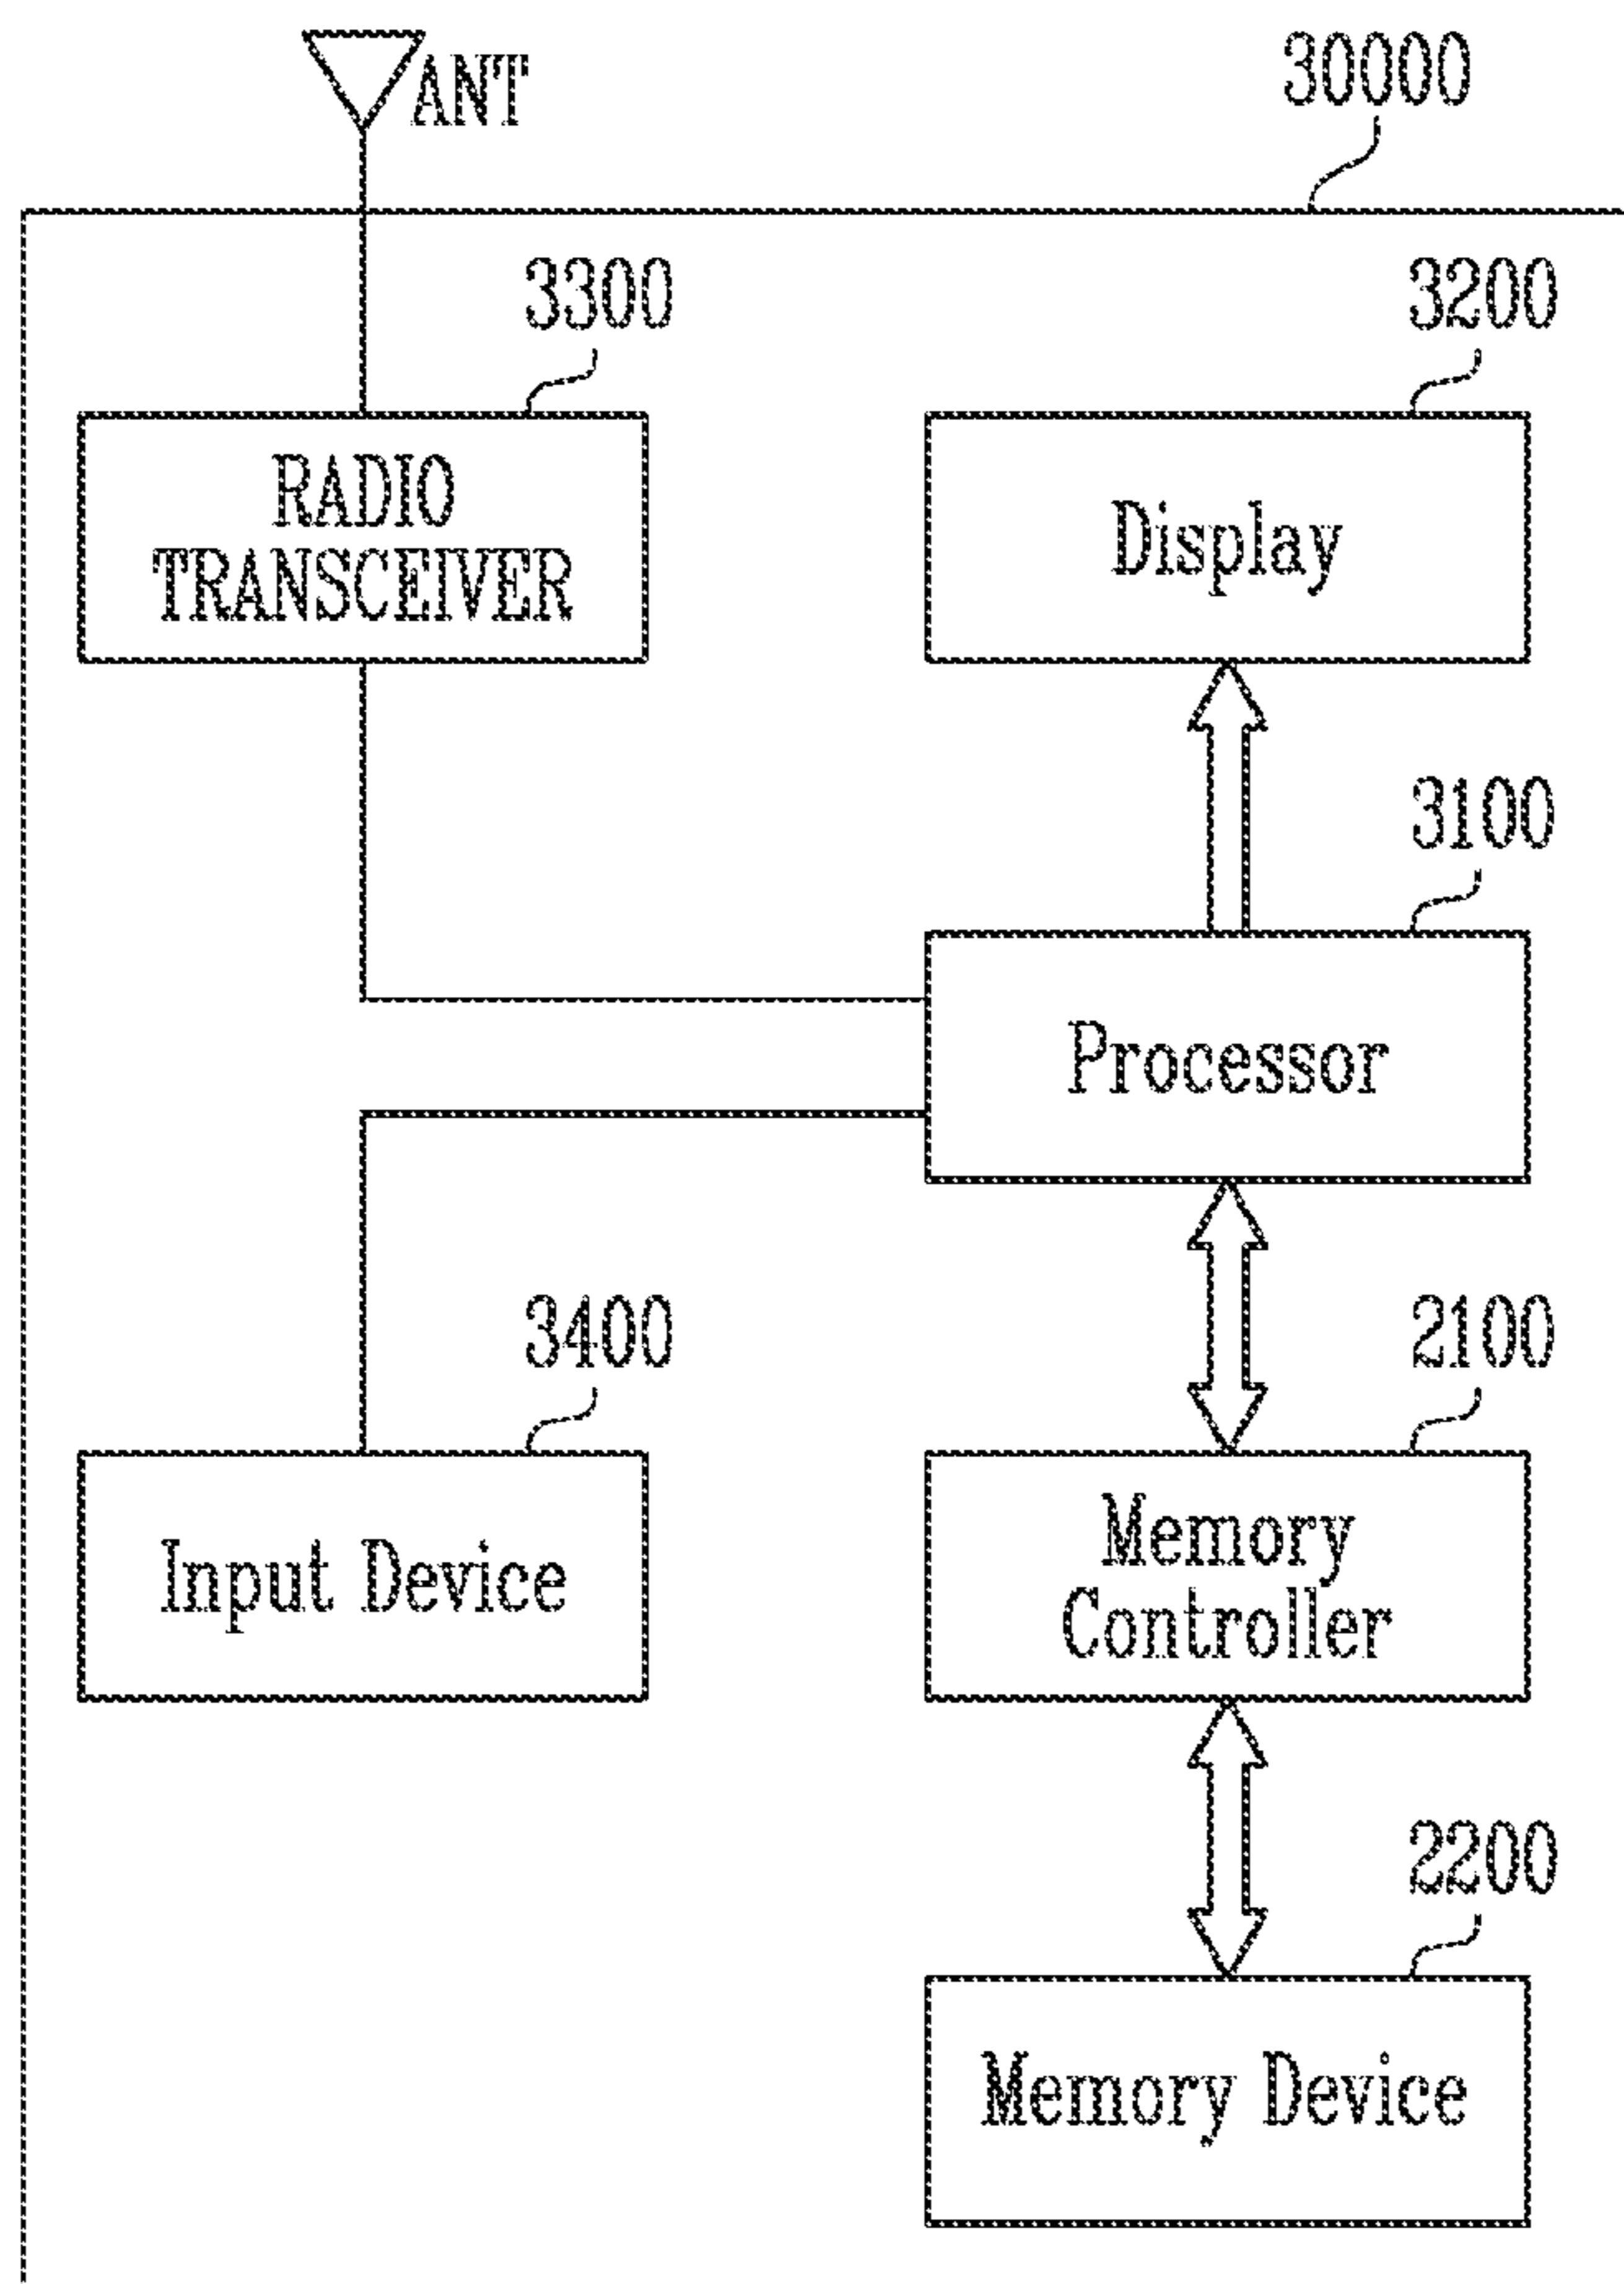 ANT
30000
3300
3200
RADIO
TRANSCEIVER
Display
3100
Processor
3400
2100
Input Device
Memory
Controller
2200
Memory Device